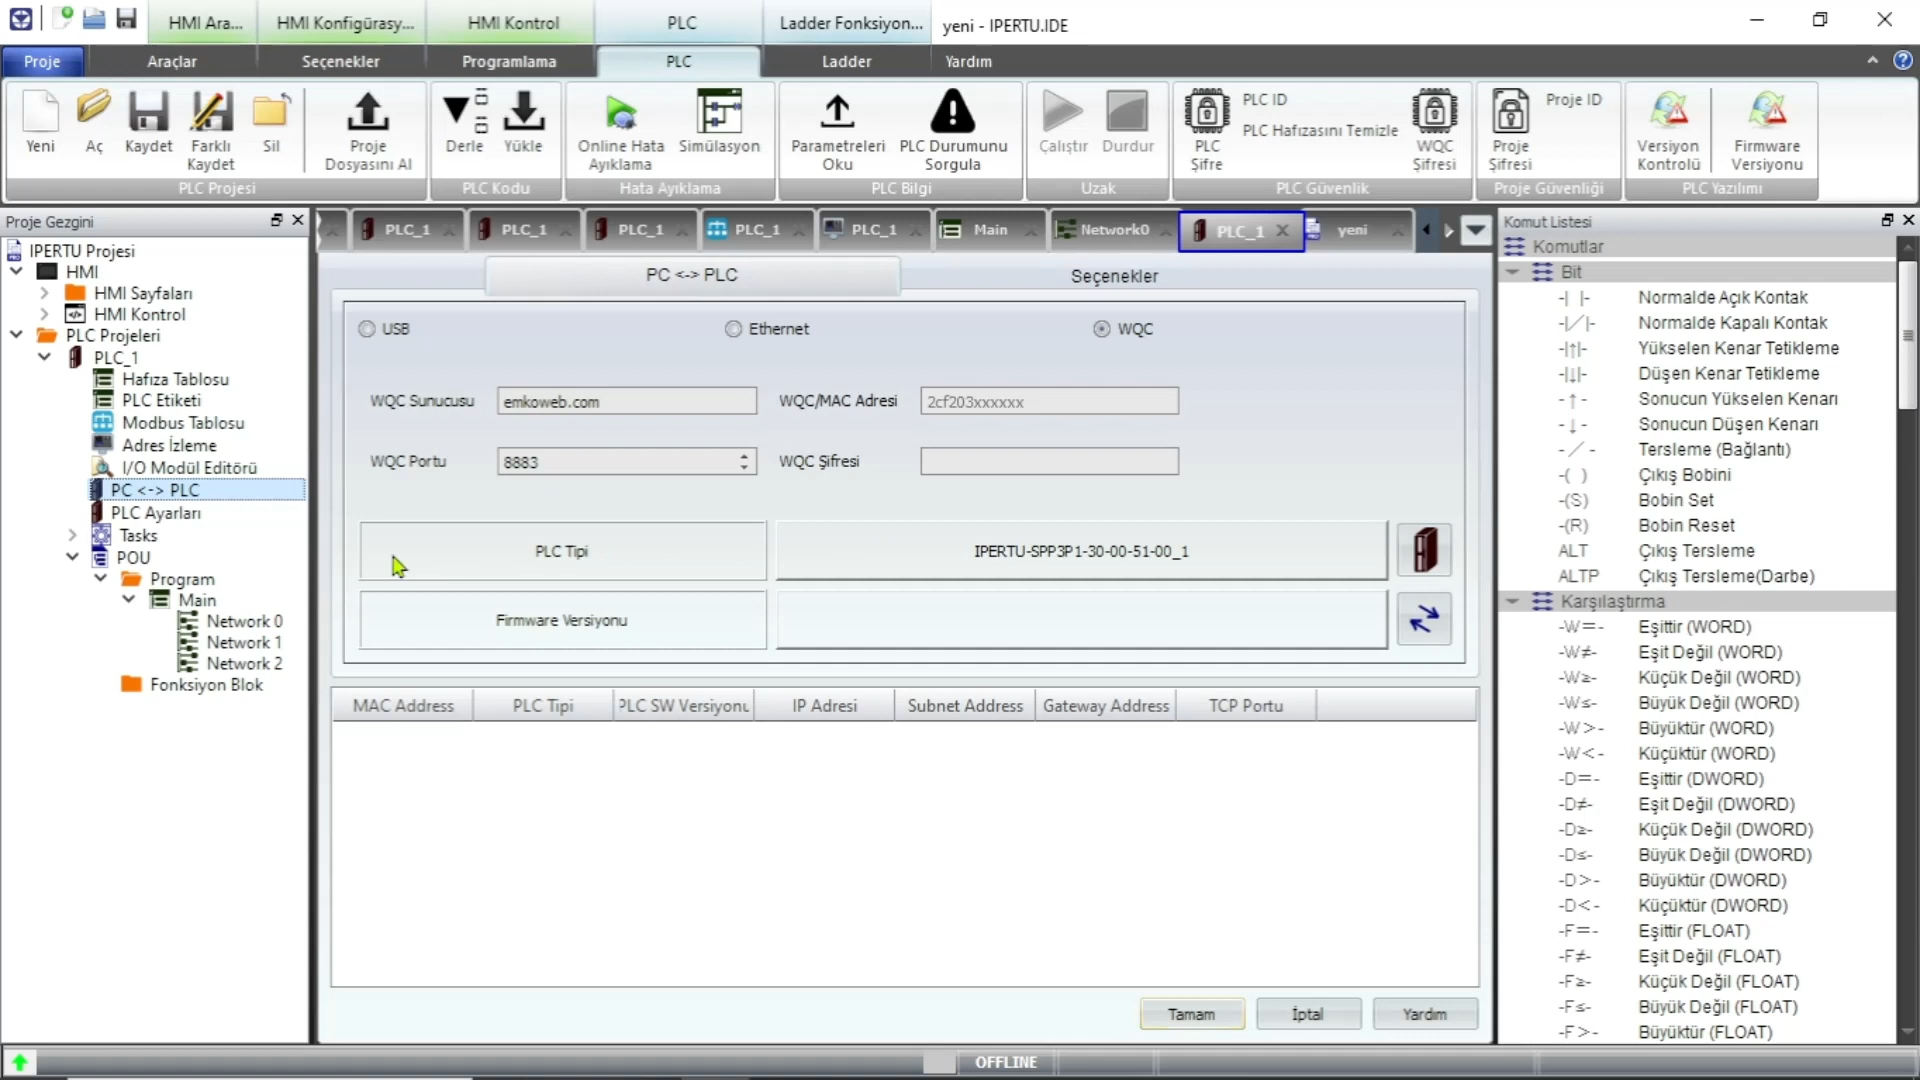 HMI Ara... HMI Konfigürasy... HMI Kontrol PLC Ladder Fonksiyon... yeni - IPERTU.IDE
Proje Araçlar Seçenekler Programlama PLC Ladder Yardım
Yeni Aç Kaydet Farklı Kaydet Sil Proje Dosyasını Al
PLC Projesi
Derle Yükle
PLC Kodu
Online Hata Ayıklama Simülasyon
Hata Ayıklama
Parametreleri Oku PLC Durumunu Sorgula
PLC Bilgi
Çalıştır Durdur
Uzak
PLC Şifre PLC ID PLC Hafızasını Temizle WQC Şifresi
PLC Güvenlik
Proje Şifresi Proje ID
Proje Güvenliği
Versiyon Kontrolü Firmware Versiyonu
PLC Yazılımı
Proje Gezgini
IPERTU Projesi
HMI
HMI Sayfaları
HMI Kontrol
PLC Projeleri
PLC_1
Hafıza Tablosu
PLC Etiketi
Modbus Tablosu
Adres İzleme
I/O Modül Editörü
PC <-> PLC
PLC Ayarları
Tasks
POU
Program
Main
Network 0
Network 1
Network 2
Fonksiyon Blok
PLC_1 PLC_1 PLC_1 PLC_1 PLC_1 Main Network0 PLC_1 yeni
PC <-> PLC Seçenekler
USB Ethernet WQC
WQC Sunucusu emkoweb.com WQC/MAC Adresi 2cf203xxxxxx
WQC Portu 8883 WQC Şifresi
PLC Tipi IPERTU-SPP3P1-30-00-51-00_1
Firmware Versiyonu
MAC Address PLC Tipi PLC SW Versiyonu IP Adresi Subnet Address Gateway Address TCP Portu
Tamam İptal Yardım
Komut Listesi
Komutlar
Bit
-| |- Normalde Açık Kontak
-|/|- Normalde Kapalı Kontak
-|↑|- Yükselen Kenar Tetikleme
-|↓|- Düşen Kenar Tetikleme
-↑- Sonucun Yükselen Kenarı
-↓- Sonucun Düşen Kenarı
-/- Tersleme (Bağlantı)
-( ) Çıkış Bobini
-(S) Bobin Set
-(R) Bobin Reset
ALT Çıkış Tersleme
ALTP Çıkış Tersleme(Darbe)
Karşılaştırma
-W=- Eşittir (WORD)
-W≠- Eşit Değil (WORD)
-W≥- Küçük Değil (WORD)
-W≤- Büyük Değil (WORD)
-W>- Büyüktür (WORD)
-W<- Küçüktür (WORD)
-D=- Eşittir (DWORD)
-D≠- Eşit Değil (DWORD)
-D≥- Küçük Değil (DWORD)
-D≤- Büyük Değil (DWORD)
-D>- Büyüktür (DWORD)
-D<- Küçüktür (DWORD)
-F=- Eşittir (FLOAT)
-F≠- Eşit Değil (FLOAT)
-F≥- Küçük Değil (FLOAT)
-F≤- Büyük Değil (FLOAT)
-F>- Büyüktür (FLOAT)
OFFLINE